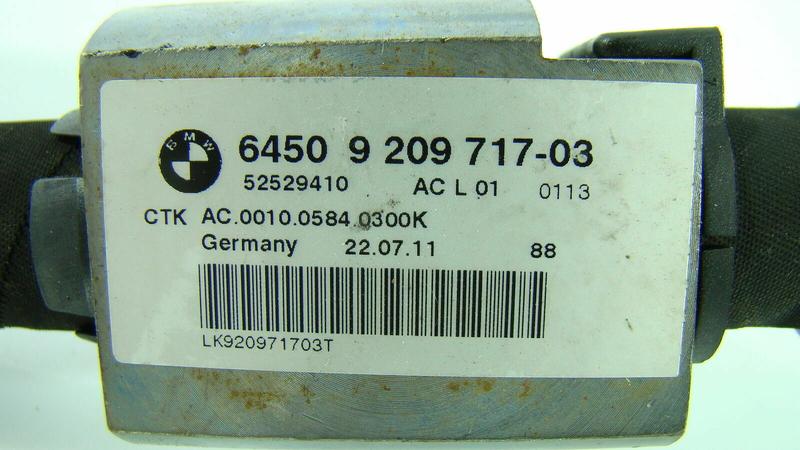 BMW 6450 9 209 717-03
52529410 AC L 01 0113
CTK AC.0010.0584.0300K
Germany 22.07.11 88
LK920971703T